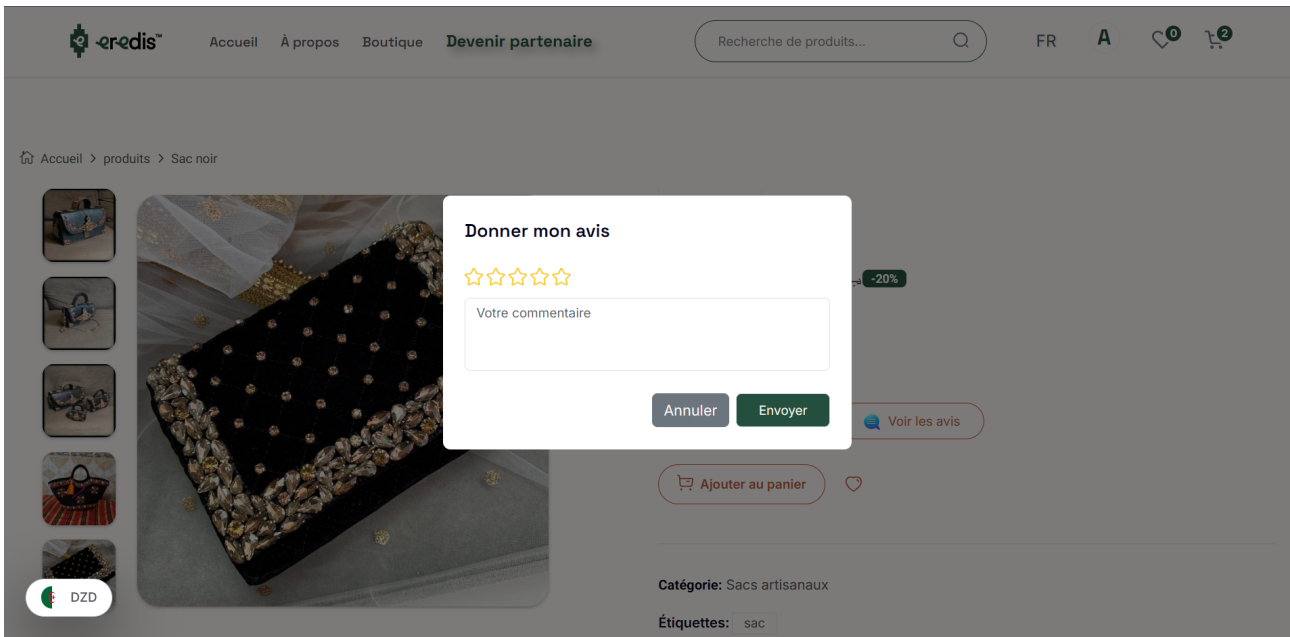 eredis™ Accueil À propos Boutique Devenir partenaire Recherche de produits... FR A 0 2
Accueil > produits > Sac noir
Donner mon avis
-20%
Votre commentaire
Annuler Envoyer
Voir les avis
Ajouter au panier
DZD
Catégorie: Sacs artisanaux
Étiquettes: sac